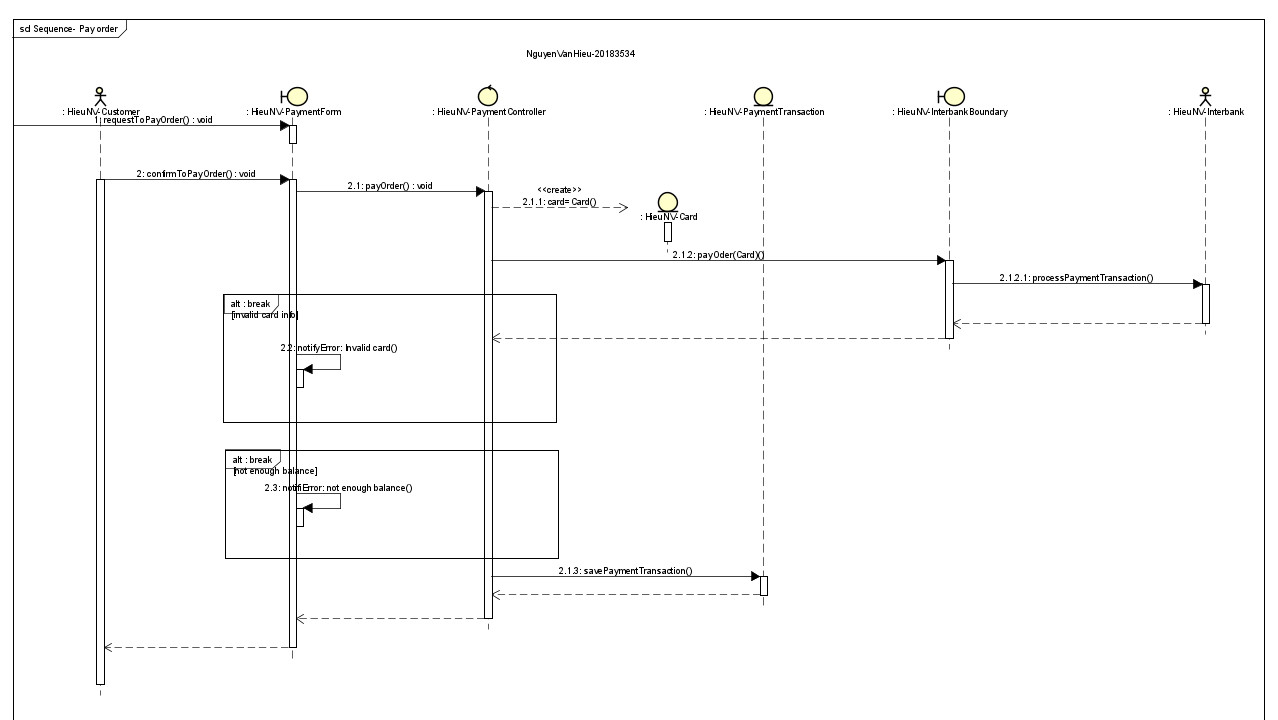 sd Sequence- Pay order
NguyenVanHieu-20183534
: HieuNV-Customer
: HieuNV-PaymentForm
: HieuNV-PaymentController
: HieuNV-PaymentTransaction
: HieuNV-InterbankBoundary
: HieuNV-Interbank
1: requestToPayOrder() : void
2: confirmToPayOrder() : void
2.1: payOrder() : void
<<create>>
2.1.1: card= Card()
: HieuNV-Card
2.1.2: payOder(Card)()
2.1.2.1: processPaymentTransaction()
alt : break
[invalid card info]
2.2: notifyError: Invalid card()
alt : break
[not enough balance]
2.3: notifiError: not enough balance()
2.1.3: savePaymentTransaction()